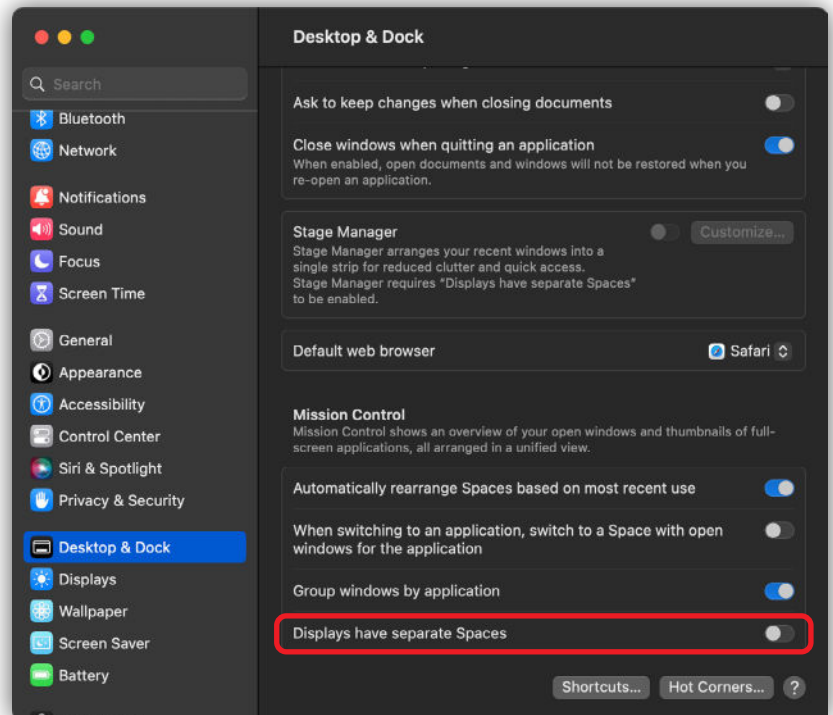 Desktop & Dock
Search
Bluetooth
Network
Notifications
Sound
Focus
Screen Time
General
Appearance
Accessibility
Control Center
Siri & Spotlight
Privacy & Security
Desktop & Dock
Displays
Wallpaper
Screen Saver
Battery
Ask to keep changes when closing documents
Close windows when quitting an application
When enabled, open documents and windows will not be restored when you
re-open an application.
Stage Manager
Customize...
Stage Manager arranges your recent windows into a
single strip for reduced clutter and quick access.
Stage Manager requires "Displays have separate Spaces"
to be enabled.
Default web browser
Safari
Mission Control
Mission Control shows an overview of your open windows and thumbnails of full-
screen applications, all arranged in a unified view.
Automatically rearrange Spaces based on most recent use
When switching to an application, switch to a Space with open
windows for the application
Group windows by application
Displays have separate Spaces
Shortcuts...
Hot Corners...
?